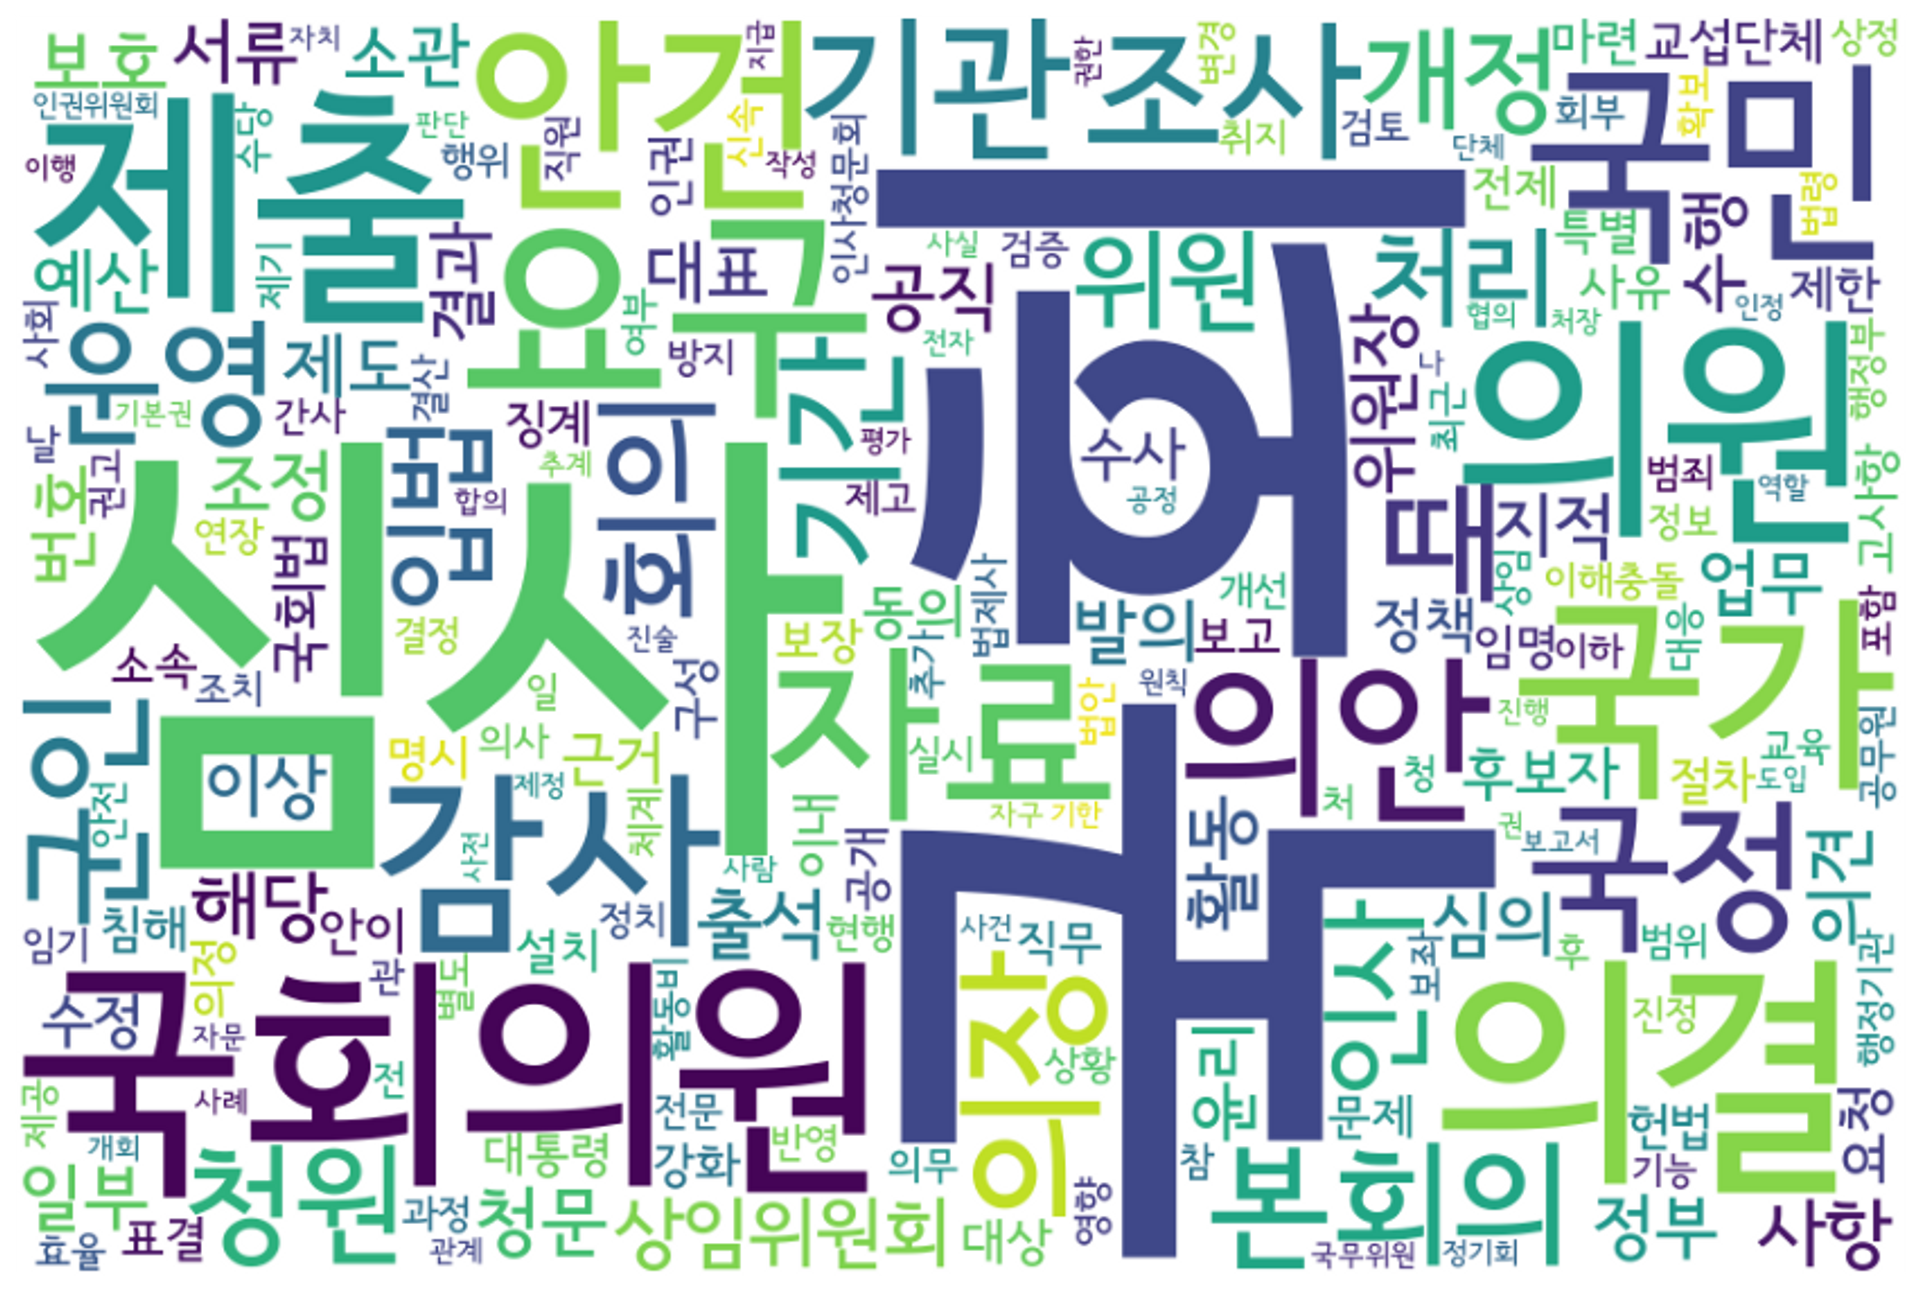 보호
서류
자치
소관
안건
지급
기관
권한
조사
변경
개정
마련
교섭단체
상정
인권위원회
제출
수당
판단
행위
직원
인권
신속
작성
인사청문회
취지
검토
회부
단체
확보
국민
이행
전제
법령
예산
제기
결과
요구
대표
사실
검증
위원
처리
특별
수행
사유
제한
공직
사회
운영
제도
여부
방지
전자
기간
위원장
협의
처장
인정
나
의원
행정부
기본권
간사
결산
징계
회의
평가
수사
최근
및
번호
권고
조정
추계
입법
합의
제고
공정
국회
때
지적
범죄
역할
정보
고사항
연장
심사
국회법
결정
진술
동의
법제사
발의
개선
상임
이해충돌
업무
소속
조치
보장
추가
보고
정책
임명
이하
대응
국가
포함
구성
일
자료
원칙
의안
법안
진행
권인
이상
명시
의사
근거
실시
청
후보자
절차
교육
도입
공무원
안전
감사
제정
체계
이내
자구
기한
처
활동
권
보고서
국정
의견
사전
사람
공개
해당
안이
침해
임기
정치
출석
현행
사건
직무
인사
심의
후
범위
행정기관
의정
관
별도
설치
활동비
보좌
수정
국회의원
자문
의장
상황
윤리
의결
진정
제공
사례
전
전문
문제
헌법
요청
개회
일부
청원
대통령
강화
반영
의무
참
본회의
기능
효율
표결
과정
관계
청문
상임위원회
대상
영향
국무위원
정기회
정부
사항